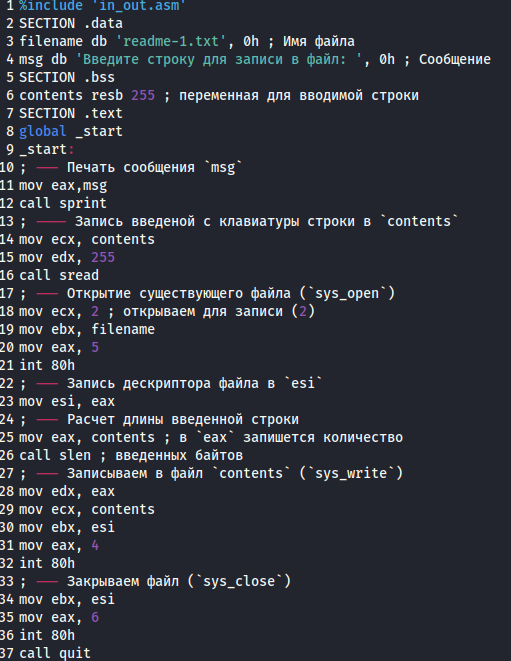 1 %include 'in_out.asm'
2 SECTION .data
3 filename db 'readme-1.txt', 0h ; Имя файла
4 msg db 'Введите строку для записи в файл: ', 0h ; Сообщение
5 SECTION .bss
6 contents resb 255 ; переменная для вводимой строки
7 SECTION .text
8 global _start
9 _start:
10 ; --- Печать сообщения `msg`
11 mov eax,msg
12 call sprint
13 ; ---- Запись введеной с клавиатуры строки в `contents`
14 mov ecx, contents
15 mov edx, 255
16 call sread
17 ; --- Открытие существующего файла (`sys_open`)
18 mov ecx, 2 ; открываем для записи (2)
19 mov ebx, filename
20 mov eax, 5
21 int 80h
22 ; --- Запись дескриптора файла в `esi`
23 mov esi, eax
24 ; --- Расчет длины введенной строки
25 mov eax, contents ; в `eax` запишется количество
26 call slen ; введенных байтов
27 ; --- Записываем в файл `contents` (`sys_write`)
28 mov edx, eax
29 mov ecx, contents
30 mov ebx, esi
31 mov eax, 4
32 int 80h
33 ; --- Закрываем файл (`sys_close`)
34 mov ebx, esi
35 mov eax, 6
36 int 80h
37 call quit